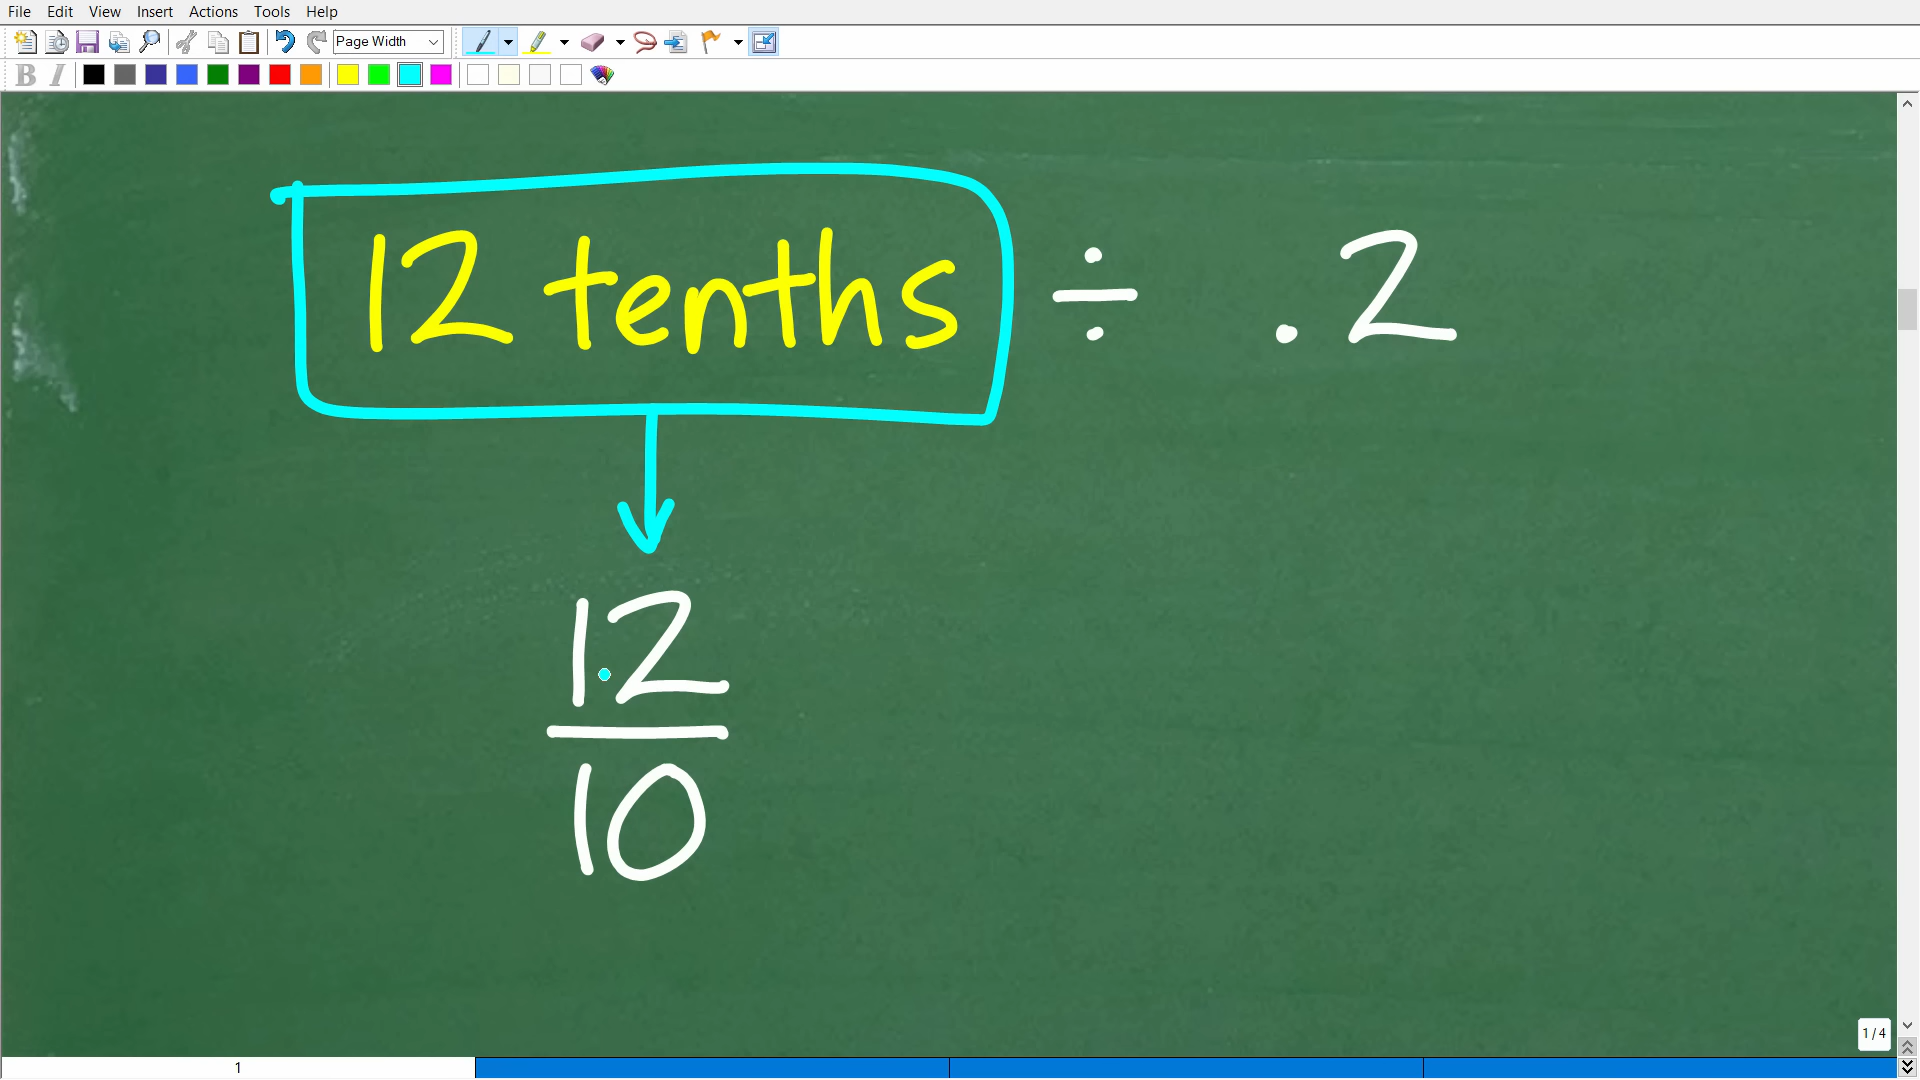 File Edit View Insert Actions Tools Help
Page Width
B I
12 tenths ÷ .2
12
10
1 / 4
1